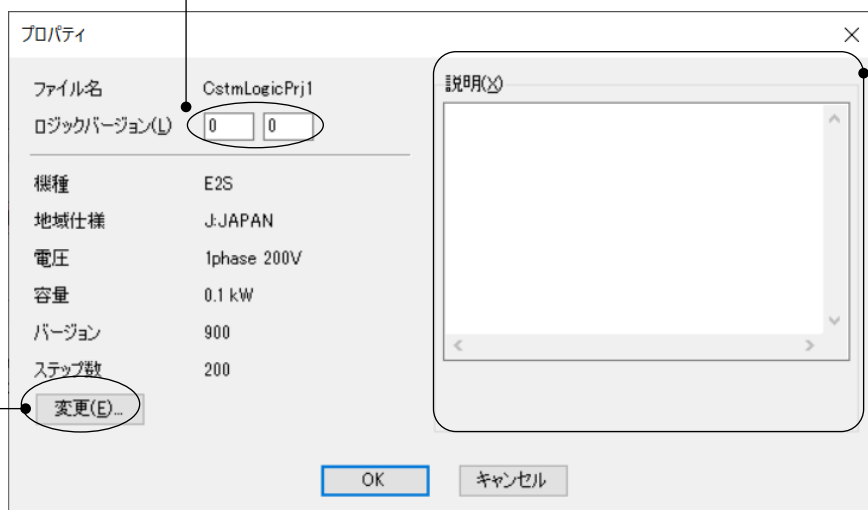 プロパティ
ファイル名 CstmLogicPrj1
ロジックバージョン(L) 0 0
機種 E2S
地域仕様 J:JAPAN
電圧 1phase 200V
容量 0.1 kW
バージョン 900
ステップ数 200
変更(E)...
説明(X)
OK キャンセル